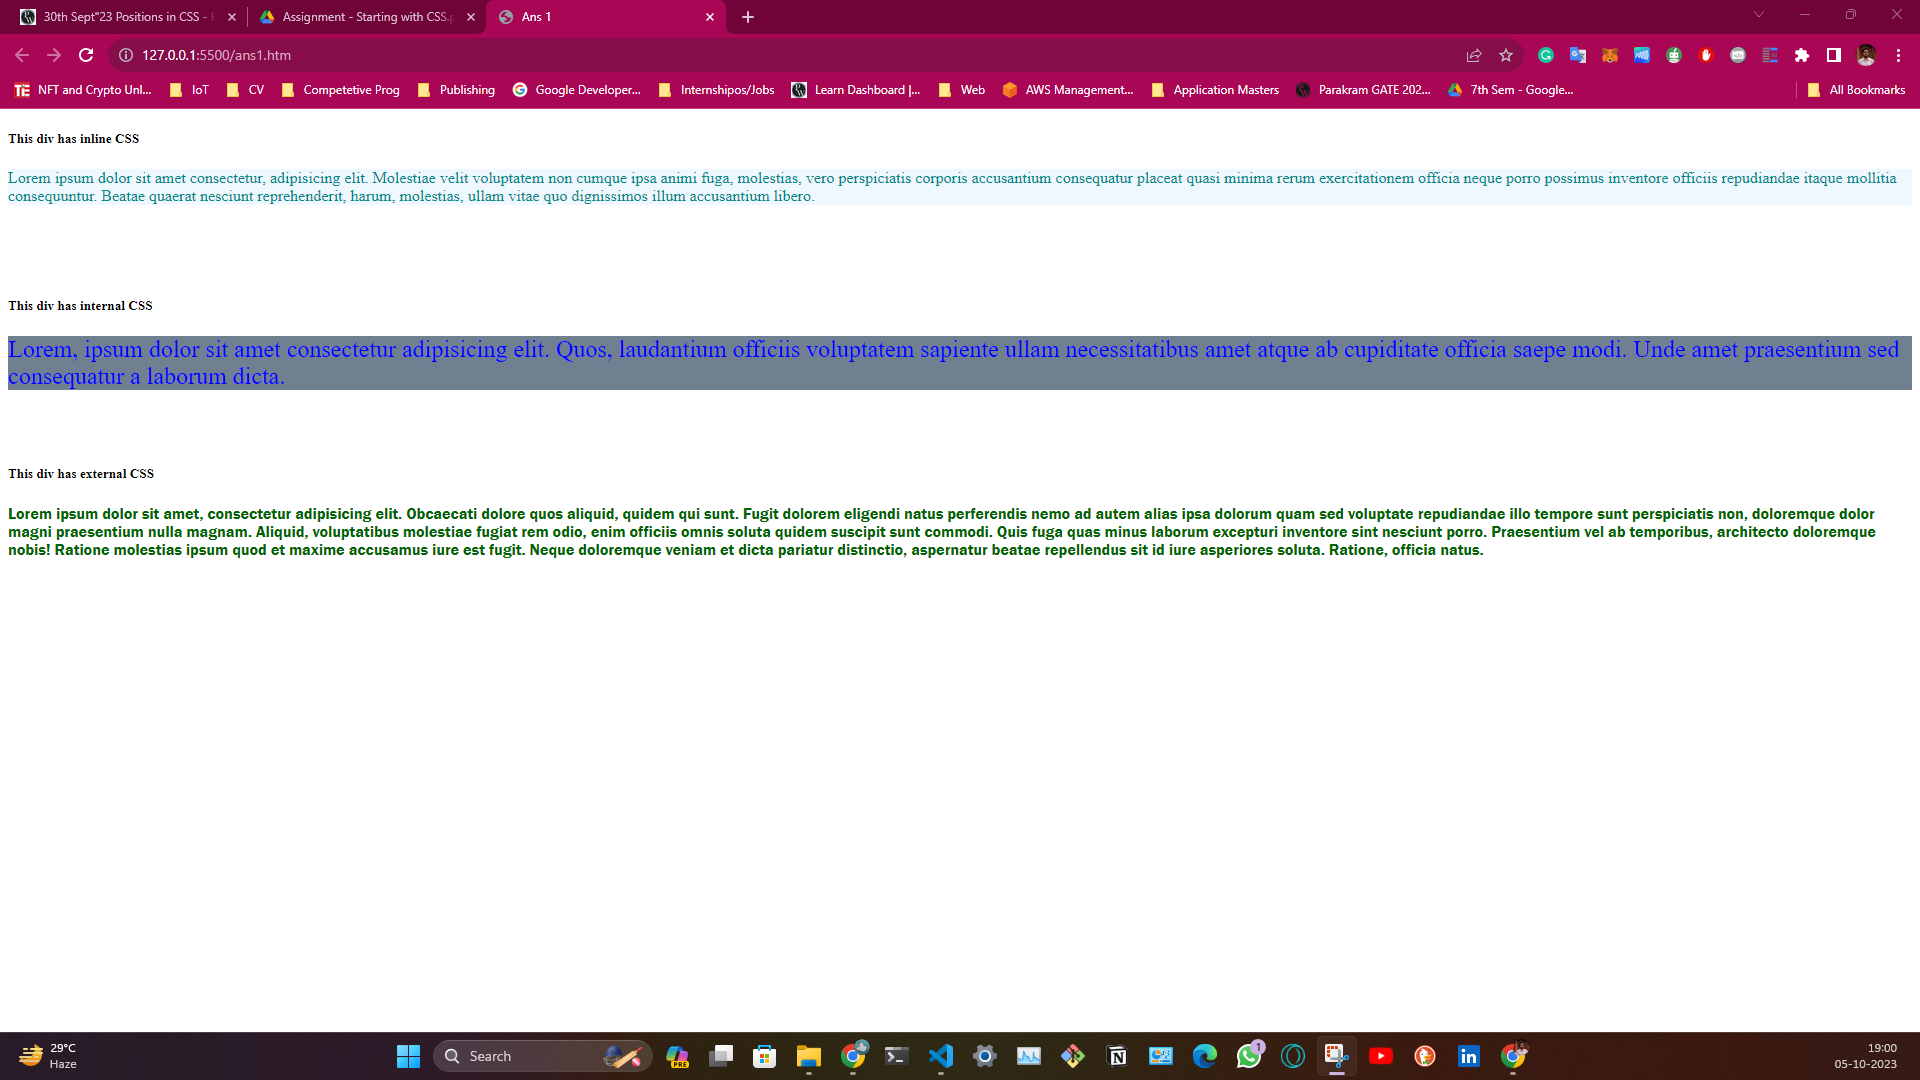 30th Sept"23 Positions in CSS - F
Assignment - Starting with CSS.p
Ans 1
127.0.0.1:5500/ans1.htm
NFT and Crypto Unl...
IoT
CV
Competetive Prog
Publishing
Google Developer...
Internshipos/Jobs
Learn Dashboard |...
Web
AWS Management...
Application Masters
Parakram GATE 202...
7th Sem - Google...
All Bookmarks
This div has inline CSS
Lorem ipsum dolor sit amet consectetur, adipisicing elit. Molestiae velit voluptatem non cumque ipsa animi fuga, molestias, vero perspiciatis corporis accusantium consequatur placeat quasi minima rerum exercitationem officia neque porro possimus inventore officiis repudiandae itaque mollitia
consequuntur. Beatae quaerat nesciunt reprehenderit, harum, molestias, ullam vitae quo dignissimos illum accusantium libero.
This div has internal CSS
Lorem, ipsum dolor sit amet consectetur adipisicing elit. Quos, laudantium officiis voluptatem sapiente ullam necessitatibus amet atque ab cupiditate officia saepe modi. Unde amet praesentium sed
consequatur a laborum dicta.
This div has external CSS
Lorem ipsum dolor sit amet, consectetur adipisicing elit. Obcaecati dolore quos aliquid, quidem qui sunt. Fugit dolorem eligendi natus perferendis nemo ad autem alias ipsa dolorum quam sed voluptate repudiandae illo tempore sunt perspiciatis non, doloremque dolor
magni praesentium nulla magnam. Aliquid, voluptatibus molestiae fugiat rem odio, enim officiis omnis soluta quidem suscipit sunt commodi. Quis fuga quas minus laborum excepturi inventore sint nesciunt porro. Praesentium vel ab temporibus, architecto doloremque
nobis! Ratione molestias ipsum quod et maxime accusamus iure est fugit. Neque doloremque veniam et dicta pariatur distinctio, aspernatur beatae repellendus sit id iure asperiores soluta. Ratione, officia natus.
29°C
Haze
Search
PRE
1
19:00
05-10-2023